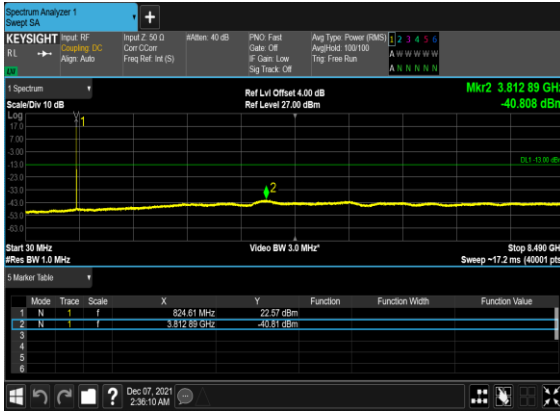 Spectrum Analyzer 1
Swept SA
+
KEYSIGHT Input: RF Input Z: 50 Ω #Atten: 40 dB PNO: Fast Avg Type: Power (RMS) 1 2 3 4 5 6
RL Coupling: DC Corr CCorr Gate: Off Avg|Hold: 100/100 A W W W W W
Align: Auto Freq Ref: Int (S) IF Gain: Low Trig: Free Run
Sig Track: Off A N N N N N
1 Spectrum Ref Lvl Offset 4.00 dB Mkr2 3.812 89 GHz
Scale/Div 10 dB Ref Level 27.00 dBm -40.808 dBm
Log
17.0
7.00
-3.00
-13.0
-23.0
-33.0
-43.0
-53.0
-63.0
1
2
DL1 -13.00 dBm
Start 30 MHz Video BW 3.0 MHz* Stop 8.490 GHz
#Res BW 1.0 MHz Sweep ~17.2 ms (40001 pts)
5 Marker Table
Mode Trace Scale X Y Function Function Width Function Value
1 N 1 f 824.61 MHz 22.57 dBm
2 N 1 f 3.812 89 GHz -40.81 dBm
3
4
5
6
? Dec 07, 2021
2:36:10 AM